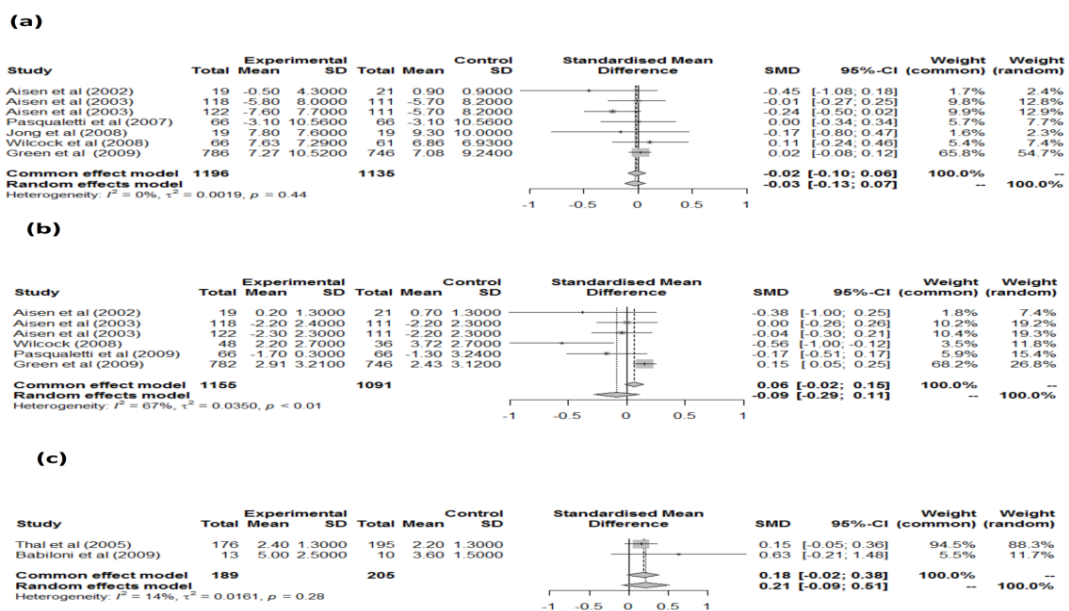 (a)
Experimental Control Standardised Mean Weight Weight
Study Total Mean SD Total Mean SD Difference SMD 95%-CI (common) (random)
Aisen et al (2002) 19 -0.50 4.3000 21 0.90 0.9000 -0.45 [-1.08; 0.18] 1.7% 2.4%
Aisen et al (2003) 118 -5.80 8.0000 111 -5.70 8.2000 -0.01 [-0.27; 0.25] 9.8% 12.8%
Aisen et al (2003) 122 -7.60 7.7000 111 -5.70 8.2000 -0.24 [-0.50; 0.02] 9.9% 12.9%
Pasqualetti et al (2007) 66 -3.10 10.5600 66 -3.10 10.5600 0.00 [-0.34; 0.34] 5.7% 7.7%
Jong et al (2008) 19 7.80 7.6000 19 9.30 10.0000 -0.17 [-0.80; 0.47] 1.6% 2.3%
Wilcock et al (2008) 66 7.63 7.2900 61 6.86 6.9300 0.11 [-0.24; 0.46] 5.4% 7.4%
Green et al (2009) 786 7.27 10.5200 746 7.08 9.2400 0.02 [-0.08; 0.12] 65.8% 54.7%
Common effect model 1196 1135 -0.02 [-0.10; 0.06] 100.0% --
Random effects model -0.03 [-0.13; 0.07] -- 100.0%
Heterogeneity: I² = 0%, τ² = 0.0019, p = 0.44
-1 -0.5 0 0.5 1
(b)
Experimental Control Standardised Mean Weight Weight
Study Total Mean SD Total Mean SD Difference SMD 95%-CI (common) (random)
Aisen et al (2002) 19 0.20 1.3000 21 0.70 1.3000 -0.38 [-1.00; 0.25] 1.8% 7.4%
Aisen et al (2003) 118 -2.20 2.4000 111 -2.20 2.3000 0.00 [-0.26; 0.26] 10.2% 19.2%
Aisen et al (2003) 122 -2.30 2.3000 111 -2.20 2.3000 -0.04 [-0.30; 0.21] 10.4% 19.3%
Wilcock (2008) 48 2.20 2.7000 36 3.72 2.7000 -0.56 [-1.00; -0.12] 3.5% 11.8%
Pasqualetti et al (2009) 66 -1.70 0.3000 66 -1.30 3.2400 -0.17 [-0.51; 0.17] 5.9% 15.4%
Green et al (2009) 782 2.91 3.2100 746 2.43 3.1200 0.15 [0.05; 0.25] 68.2% 26.8%
Common effect model 1155 1091 0.06 [-0.02; 0.15] 100.0% --
Random effects model -0.09 [-0.29; 0.11] -- 100.0%
Heterogeneity: I² = 67%, τ² = 0.0350, p < 0.01
-1 -0.5 0 0.5 1
(c)
Experimental Control Standardised Mean Weight Weight
Study Total Mean SD Total Mean SD Difference SMD 95%-CI (common) (random)
Thal et al (2005) 176 2.40 1.3000 195 2.20 1.3000 0.15 [-0.05; 0.36] 94.5% 88.3%
Babiloni et al (2009) 13 5.00 2.5000 10 3.60 1.5000 0.63 [-0.21; 1.48] 5.5% 11.7%
Common effect model 189 205 0.18 [-0.02; 0.38] 100.0% --
Random effects model 0.21 [-0.09; 0.51] -- 100.0%
Heterogeneity: I² = 14%, τ² = 0.0161, p = 0.28
-1 -0.5 0 0.5 1